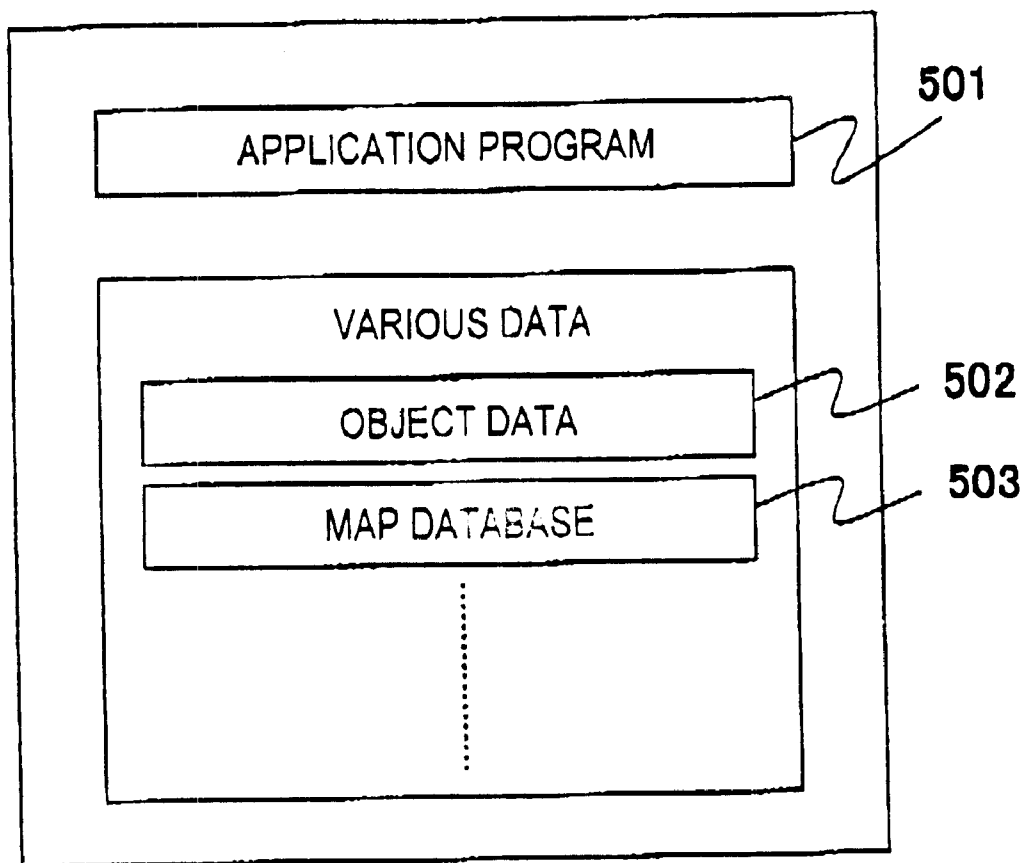 501
APPLICATION PROGRAM
VARIOUS DATA
502
OBJECT DATA
503
MAP DATABASE